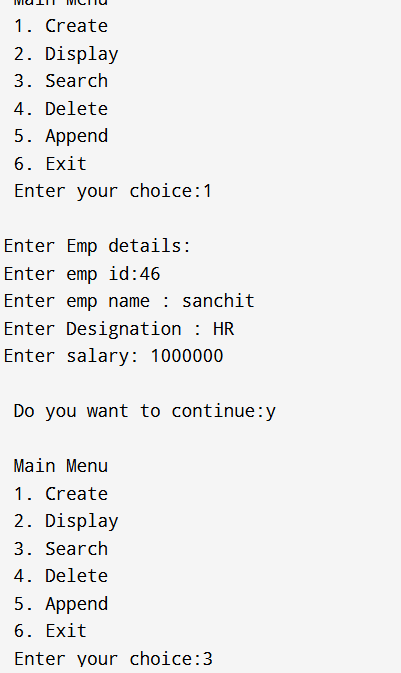 Main Menu
1. Create
2. Display
3. Search
4. Delete
5. Append
6. Exit
Enter your choice:1
Enter Emp details:
Enter emp id:46
Enter emp name : sanchit
Enter Designation : HR
Enter salary: 1000000
Do you want to continue:y
Main Menu
1. Create
2. Display
3. Search
4. Delete
5. Append
6. Exit
Enter your choice:3